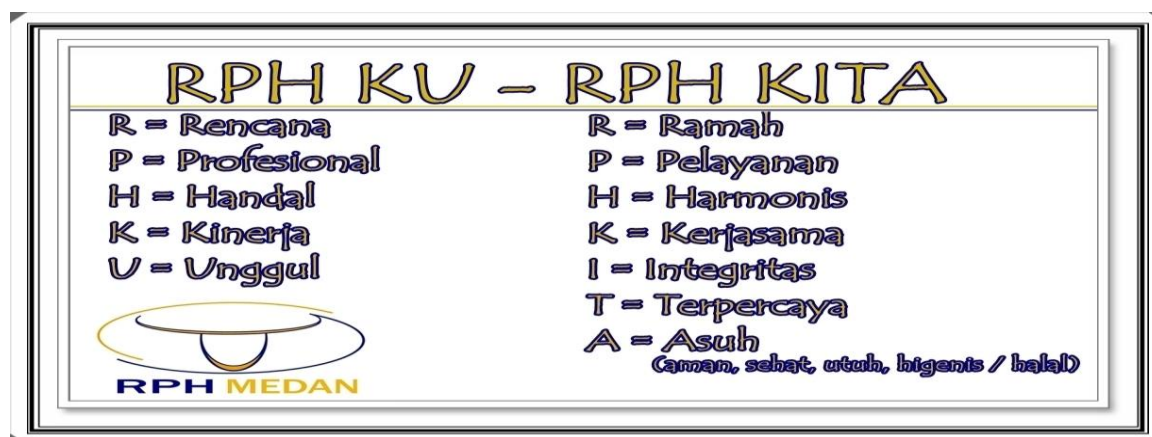 RPH KU - RPH KITA
R = Rencana
P = Profesional
H = Handal
K = Kinerja
U = Unggul
R = Ramah
P = Pelayanan
H = Harmonis
K = Kerjasama
I = Integritas
T = Terpercaya
A = Asuh
(aman, sehat, utuh, higenis / halal)
RPH MEDAN